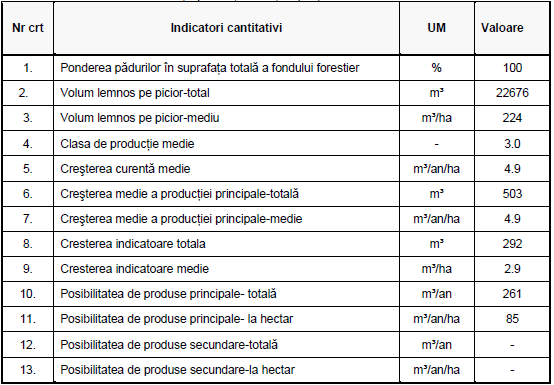 Nr crt Indicatori cantitativi UM Valoare
1. Ponderea pădurilor în suprafața totală a fondului forestier % 100
2. Volum lemnos pe picior-total m³ 22676
3. Volum lemnos pe picior-mediu m³/ha 224
4. Clasa de producție medie - 3.0
5. Creşterea curentă medie m³/an/ha 4.9
6. Creşterea medie a producției principale-totală m³ 503
7. Creşterea medie a producției principale-medie m³/an/ha 4.9
8. Cresterea indicatoare totala m³ 292
9. Cresterea indicatoare medie m³/ha 2.9
10. Posibilitatea de produse principale- totală m³/an 261
11. Posibilitatea de produse principale- la hectar m³/an/ha 85
12. Posibilitatea de produse secundare-totală m³/an -
13. Posibilitatea de produse secundare-la hectar m³/an/ha -